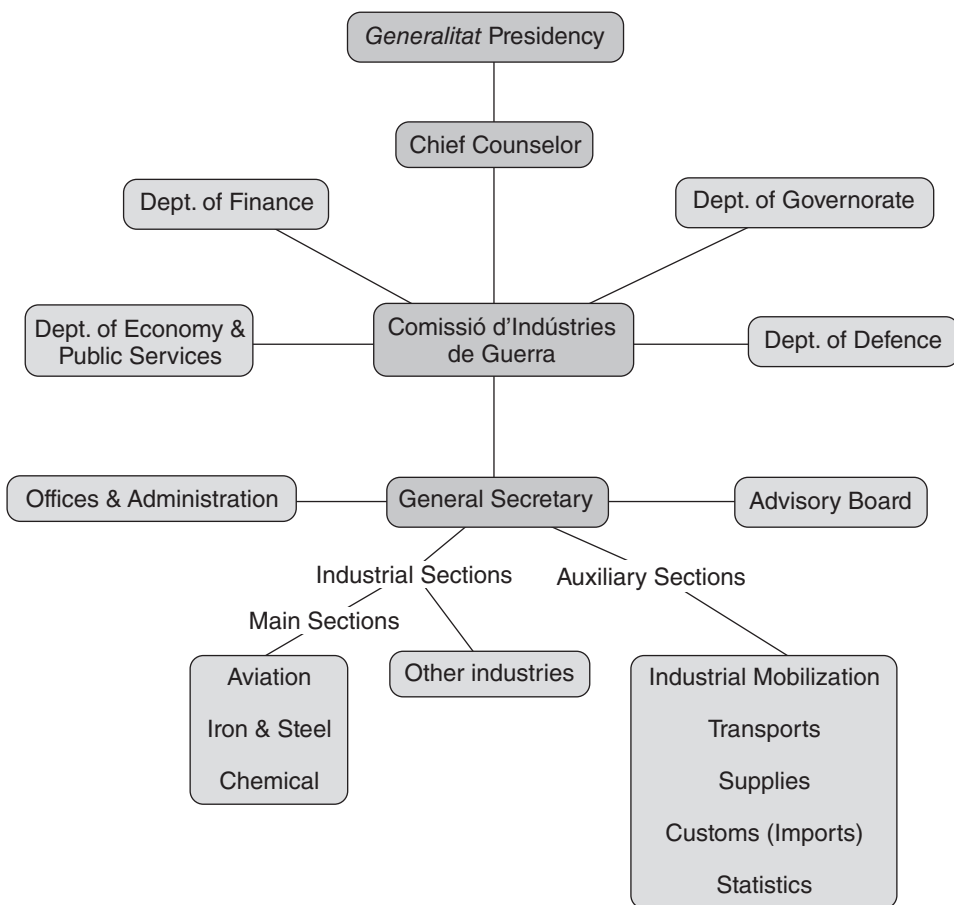 Generalitat Presidency
Chief Counselor
Dept. of Finance
Dept. of Governorate
Dept. of Economy &
Public Services
Comissió d'Indústries
de Guerra
Dept. of Defence
Offices & Administration
General Secretary
Advisory Board
Industrial Sections
Auxiliary Sections
Main Sections
Aviation
Iron & Steel
Chemical
Other industries
Industrial Mobilization
Transports
Supplies
Customs (Imports)
Statistics